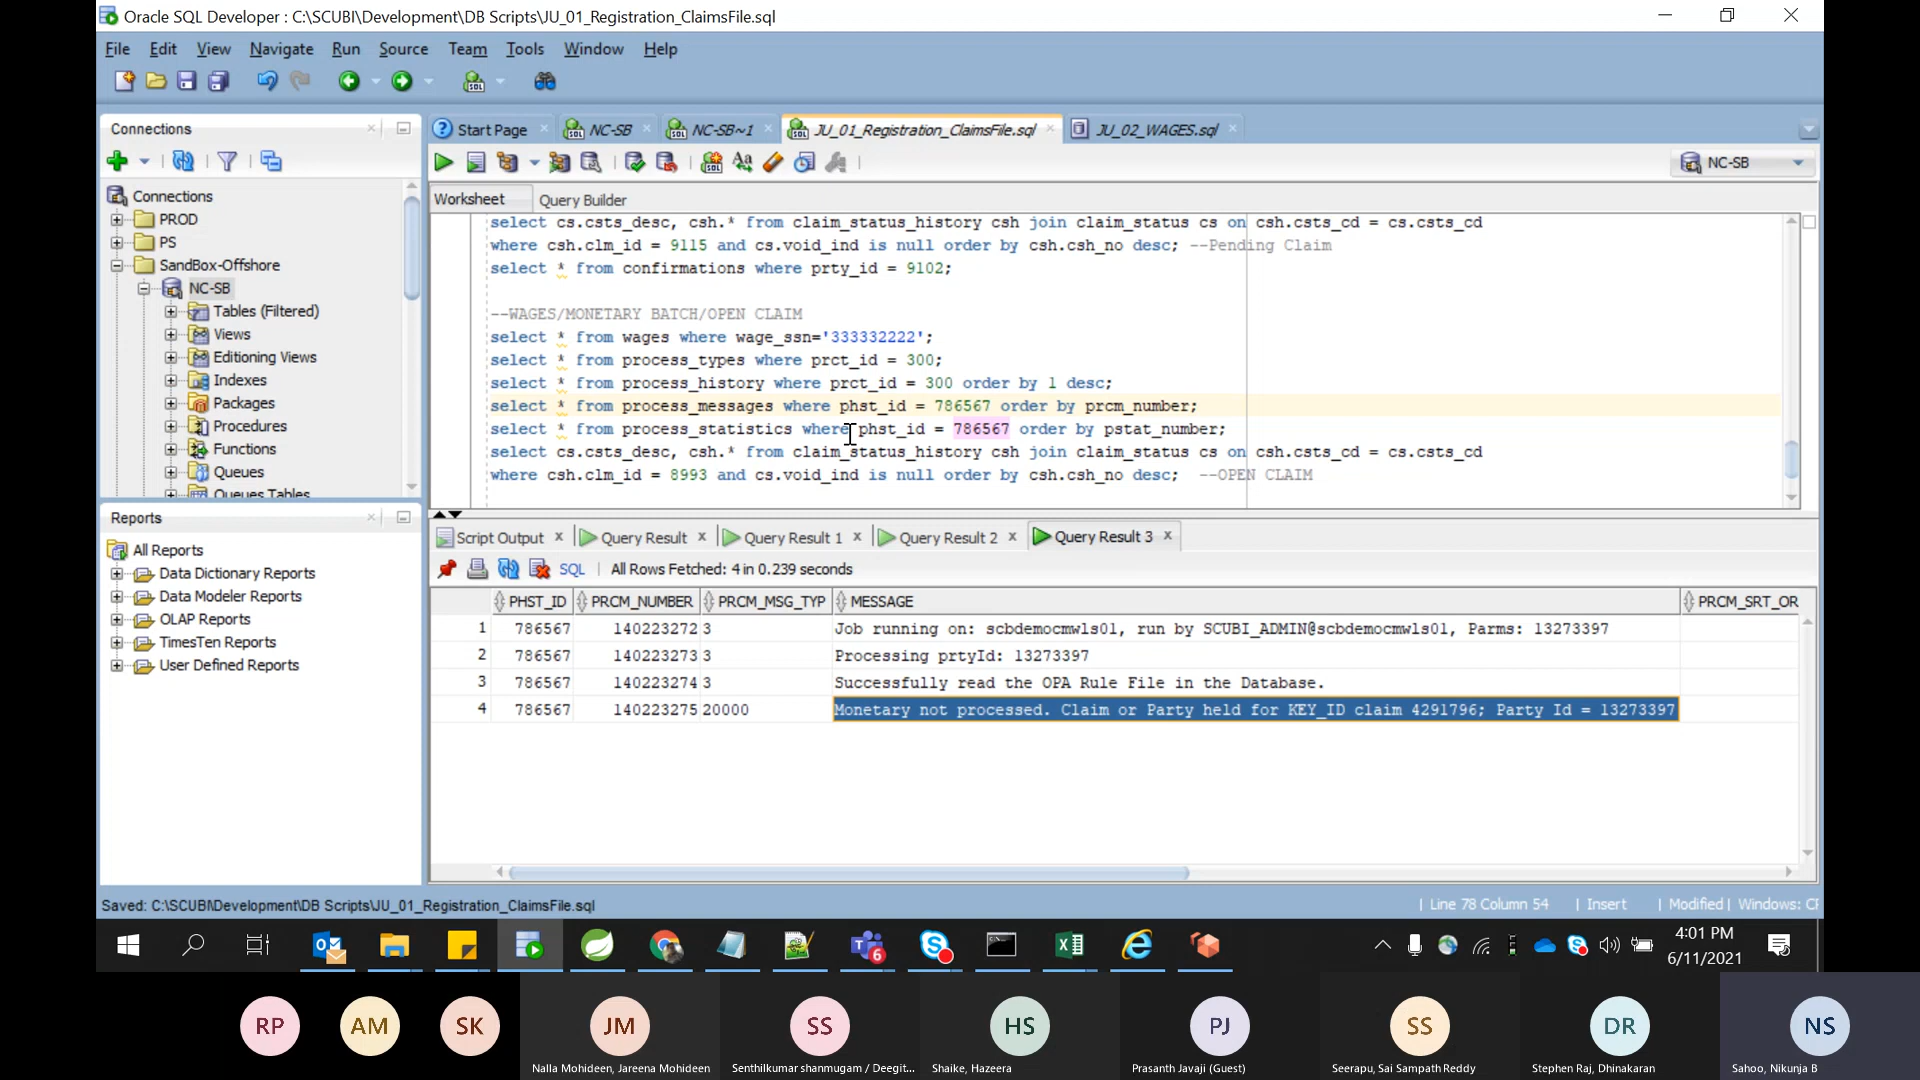 Oracle SQL Developer : C:\SCUBI\Development\DB Scripts\JU_01_Registration_ClaimsFile.sql
File Edit View Navigate Run Source Team Tools Window Help
Connections
Start Page
NC-SB
NC-SB~1
JU_01_Registration_ClaimsFile.sql
JU_02_WAGES.sql
NC-SB
Worksheet Query Builder
Connections
PROD
PS
SandBox-Offshore
NC-SB
Tables (Filtered)
Views
Editioning Views
Indexes
Packages
Procedures
Functions
Queues
Queues Tables
select cs.csts_desc, csh.* from claim_status_history csh join claim_status cs on csh.csts_cd = cs.csts_cd
where csh.clm_id = 9115 and cs.void_ind is null order by csh.csh_no desc; --Pending Claim
select * from confirmations where prty_id = 9102;
--WAGES/MONETARY BATCH/OPEN CLAIM
select * from wages where wage_ssn='333332222';
select * from process_types where prct_id = 300;
select * from process_history where prct_id = 300 order by 1 desc;
select * from process_messages where phst_id = 786567 order by prcm_number;
select * from process_statistics where phst_id = 786567 order by pstat_number;
select cs.csts_desc, csh.* from claim_status_history csh join claim_status cs on csh.csts_cd = cs.csts_cd
where csh.clm_id = 8993 and cs.void_ind is null order by csh.csh_no desc; --OPEN CLAIM
Reports
All Reports
Data Dictionary Reports
Data Modeler Reports
OLAP Reports
TimesTen Reports
User Defined Reports
Script Output Query Result Query Result 1 Query Result 2 Query Result 3
SQL All Rows Fetched: 4 in 0.239 seconds
PHST_ID PRCM_NUMBER PRCM_MSG_TYP MESSAGE PRCM_SRT_OR
1 786567 140223272 3 Job running on: scbdemocmwls01, run by SCUBI_ADMIN@scbdemocmwls01, Parms: 13273397
2 786567 140223273 3 Processing prtyId: 13273397
3 786567 140223274 3 Successfully read the OPA Rule File in the Database.
4 786567 140223275 20000 Monetary not processed. Claim or Party held for KEY_ID claim 4291796; Party Id = 13273397
Saved: C:\SCUBI\Development\DB Scripts\JU_01_Registration_ClaimsFile.sql
Line 78 Column 54 Insert Modified Windows: CF
6
4:01 PM
6/11/2021
RP AM SK JM SS HS PJ SS DR NS
Nalla Mohideen, Jareena Mohideen
Senthilkumar shanmugam / Deegit...
Shaike, Hazeera
Prasanth Javaji (Guest)
Seerapu, Sai Sampath Reddy
Stephen Raj, Dhinakaran
Sahoo, Nikunja B